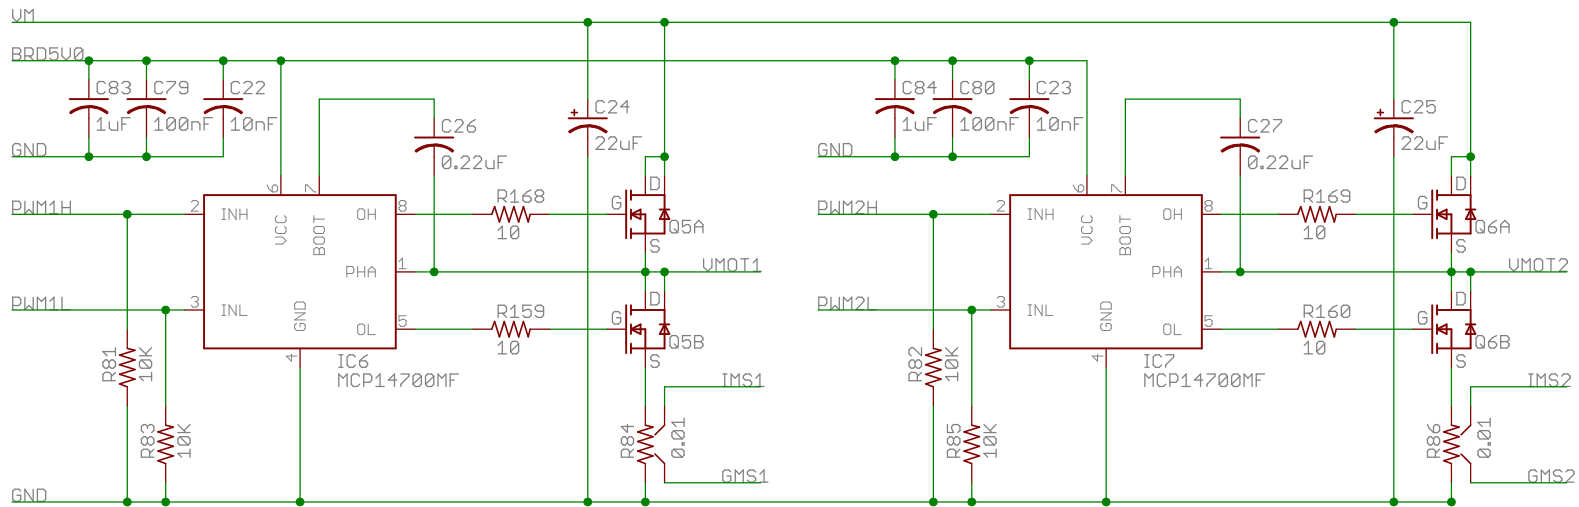 VM
BRD5V0
C83 C79 C22 C84 C80 C23
1uF 100nF 10nF 1uF 100nF 10nF
C24 C25
22uF 22uF
C26 C27
0.22uF 0.22uF
GND GND
6 7 6 7
PWM1H 2 INH VCC BOOT OH 8 R168 10 G D S Q5A
PWM2H 2 INH VCC BOOT OH 8 R169 10 G D S Q6A
PHA 1 VMOT1
PHA 1 VMOT2
PWM1L 3 INL GND OL 5 R159 10 G D S Q5B
PWM2L 3 INL GND OL 5 R160 10 G D S Q6B
4 IC6
MCP14700MF
4 IC7
MCP14700MF
R81 10K R82 10K
IMS1 IMS2
R83 10K R84 0.01
R85 10K R86 0.01
GMS1 GMS2
GND